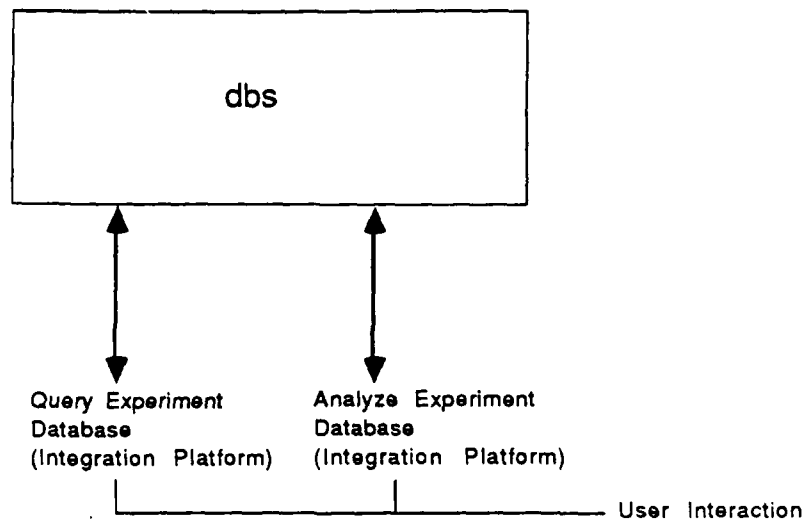 dbs
Query Experiment
Database
(Integration Platform)
Analyze Experiment
Database
(Integration Platform)
User Interaction